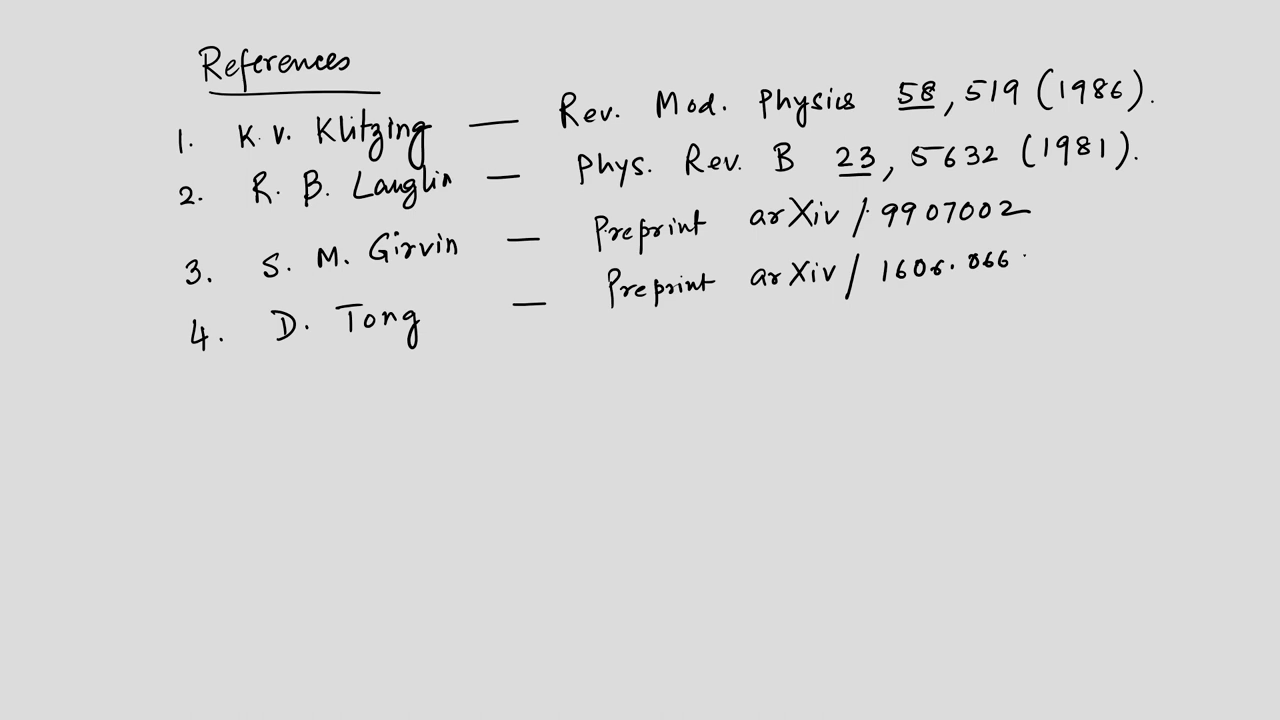 References
1. K. V. Klitzing — Rev. Mod. Physics 58, 519 (1986).
2. R. B. Lauglin — Phys. Rev. B 23, 5632 (1981).
3. S. M. Girvin — Preprint arXiv/9907002
4. D. Tong — Preprint arXiv/1606.066.